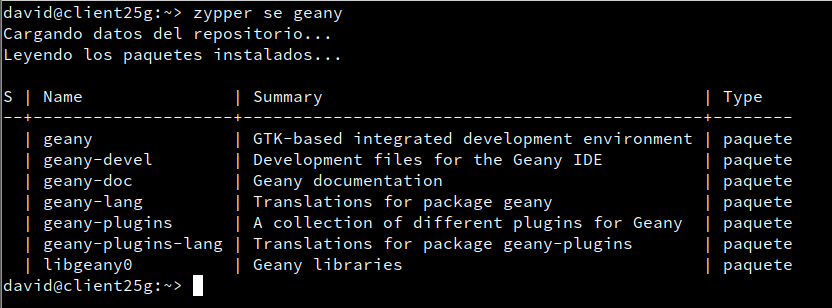 david@client25g:~> zypper se geany
Cargando datos del repositorio...
Leyendo los paquetes instalados...
S | Name | Summary | Type
--+-------------------+--------------------------------------------+--------
| geany | GTK-based integrated development environment | paquete
| geany-devel | Development files for the Geany IDE | paquete
| geany-doc | Geany documentation | paquete
| geany-lang | Translations for package geany | paquete
| geany-plugins | A collection of different plugins for Geany | paquete
| geany-plugins-lang | Translations for package geany-plugins | paquete
| libgeany0 | Geany libraries | paquete
david@client25g:~>